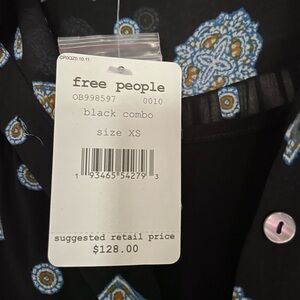 free people
OB998597 0010
black combo
size XS
1 93465 54279 3
suggested retail price
$128.00